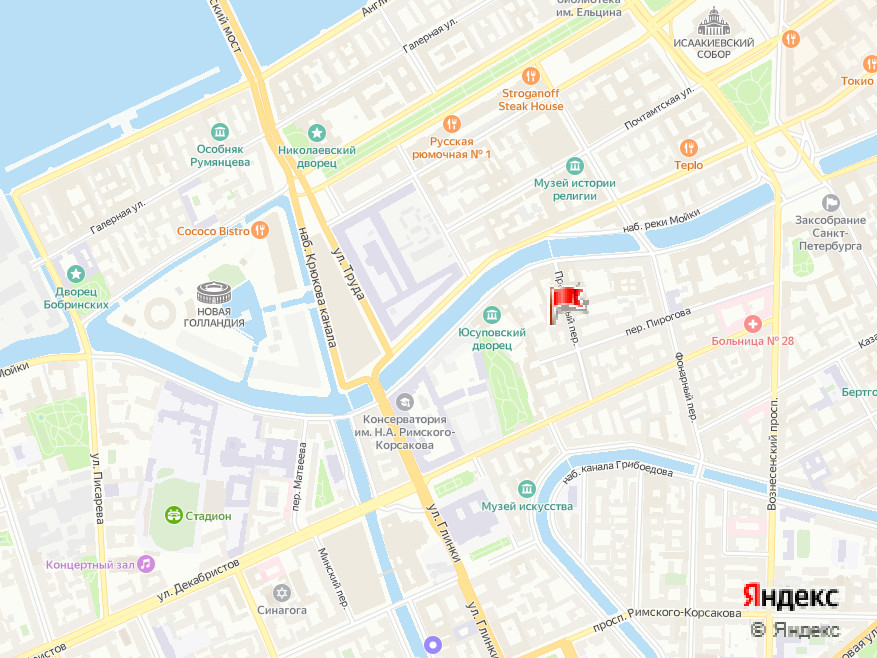 библиотека
им. Ельцина
Англий
Галерная ул.
ский мост
ИСААКИЕВСКИЙ
СОБОР
Токио
Stroganoff
Steak House
Почтамтская ул.
Особняк
Румянцева
Николаевский
дворец
Русская
рюмочная № 1
Teplo
Музей истории
религии
Галерная ул.
Cococo Bistro
наб. реки Мойки
Заксобрание
Санкт-
Петербурга
наб. Крюкова канала
ул. Труда
Дворец
Бобринских
НОВАЯ
ГОЛЛАНДИЯ
Юсуповский
дворец
ный пер.
пер. Пирогова
Больница № 28
Каза
Мойки
Фонарный пер.
Бертго
Консерватория
им. Н.А. Римского-
Корсакова
Вознесенский просп.
ул. Писарева
пер. Матвеева
наб. канала Грибоедова
Музей искусства
Стадион
ул. Глинки
Концертный зал
ул. Декабристов
Минский пер.
Синагога
ул. Глинки
просп. Римского-Корсакова
Яндекс
© Яндекс
ристов
овая ул.